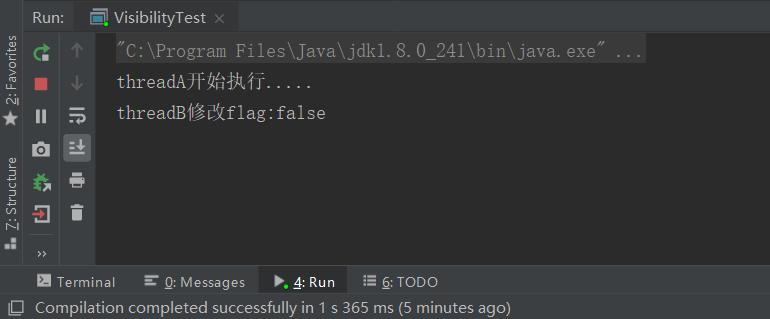 Run: VisibilityTest ×
"C:\Program Files\Java\jdk1.8.0_241\bin\java.exe" ...
threadA开始执行.....
threadB修改flag:false
2: Favorites
7: Structure
»
Terminal 0: Messages 4: Run 6: TODO
Compilation completed successfully in 1 s 365 ms (5 minutes ago)